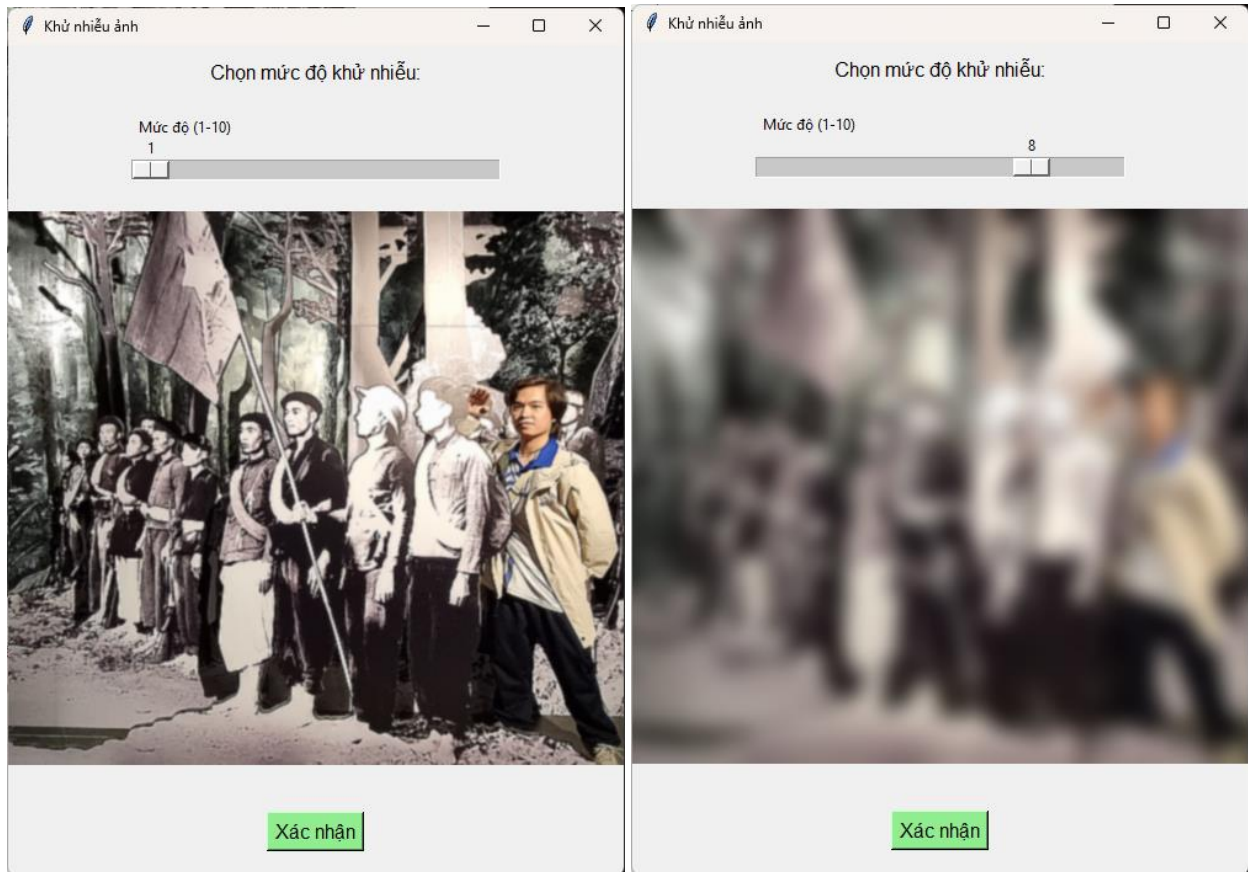 Khử nhiễu ảnh
Chọn mức độ khử nhiễu:
Mức độ (1-10)
1
Xác nhận
Khử nhiễu ảnh
Chọn mức độ khử nhiễu:
Mức độ (1-10)
8
Xác nhận